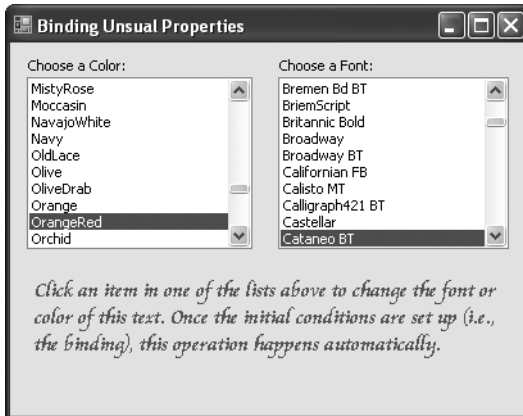 Binding Unsual Properties
Choose a Color:
MistyRose
Moccasin
NavajoWhite
Navy
OldLace
Olive
OliveDrab
Orange
OrangeRed
Orchid
Choose a Font:
Bremen Bd BT
BriemScript
Britannic Bold
Broadway
Broadway BT
Californian FB
Calisto MT
Calligraph421 BT
Castellar
Cataneo BT
Click an item in one of the lists above to change the font or
color of this text. Once the initial conditions are set up (i.e.,
the binding), this operation happens automatically.